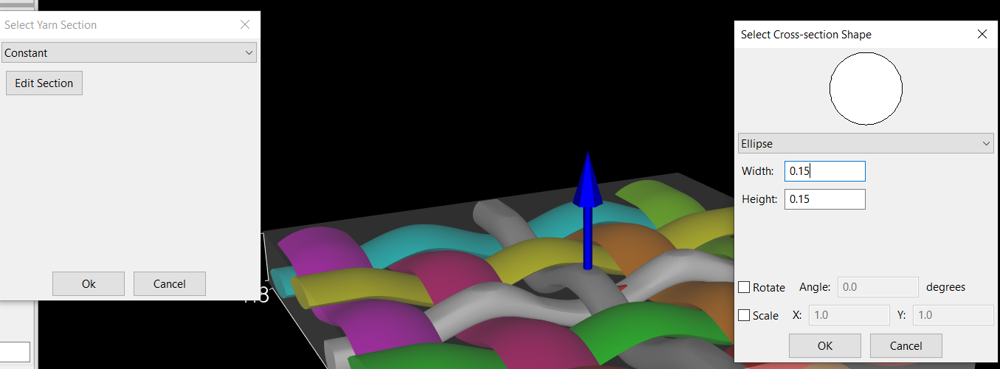 Select Yarn Section
Constant
Edit Section
Ok Cancel
Select Cross-section Shape
Ellipse
Width: 0.15
Height: 0.15
Rotate Angle: 0.0 degrees
Scale X: 1.0 Y: 1.0
OK Cancel